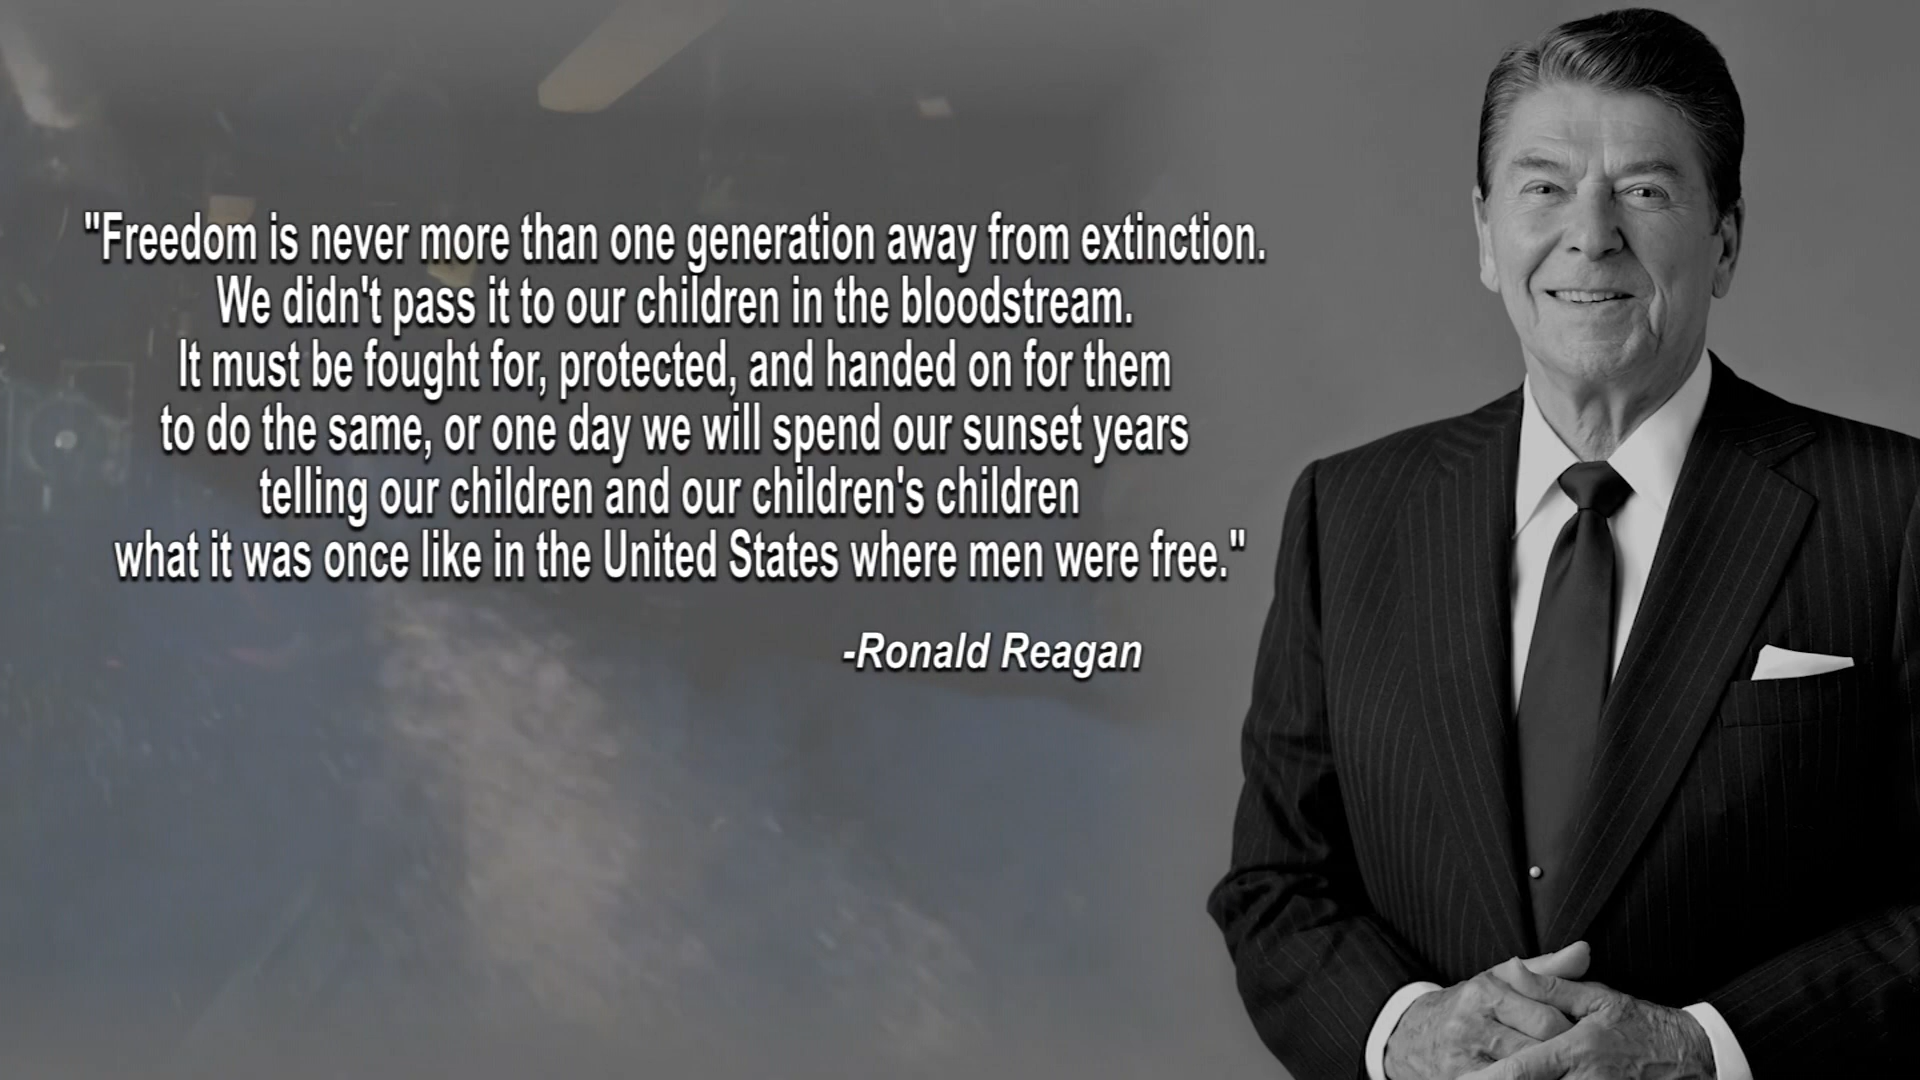 "Freedom is never more than one generation away from extinction.
We didn't pass it to our children in the bloodstream.
It must be fought for, protected, and handed on for them
to do the same, or one day we will spend our sunset years
telling our children and our children's children
what it was once like in the United States where men were free."
-Ronald Reagan